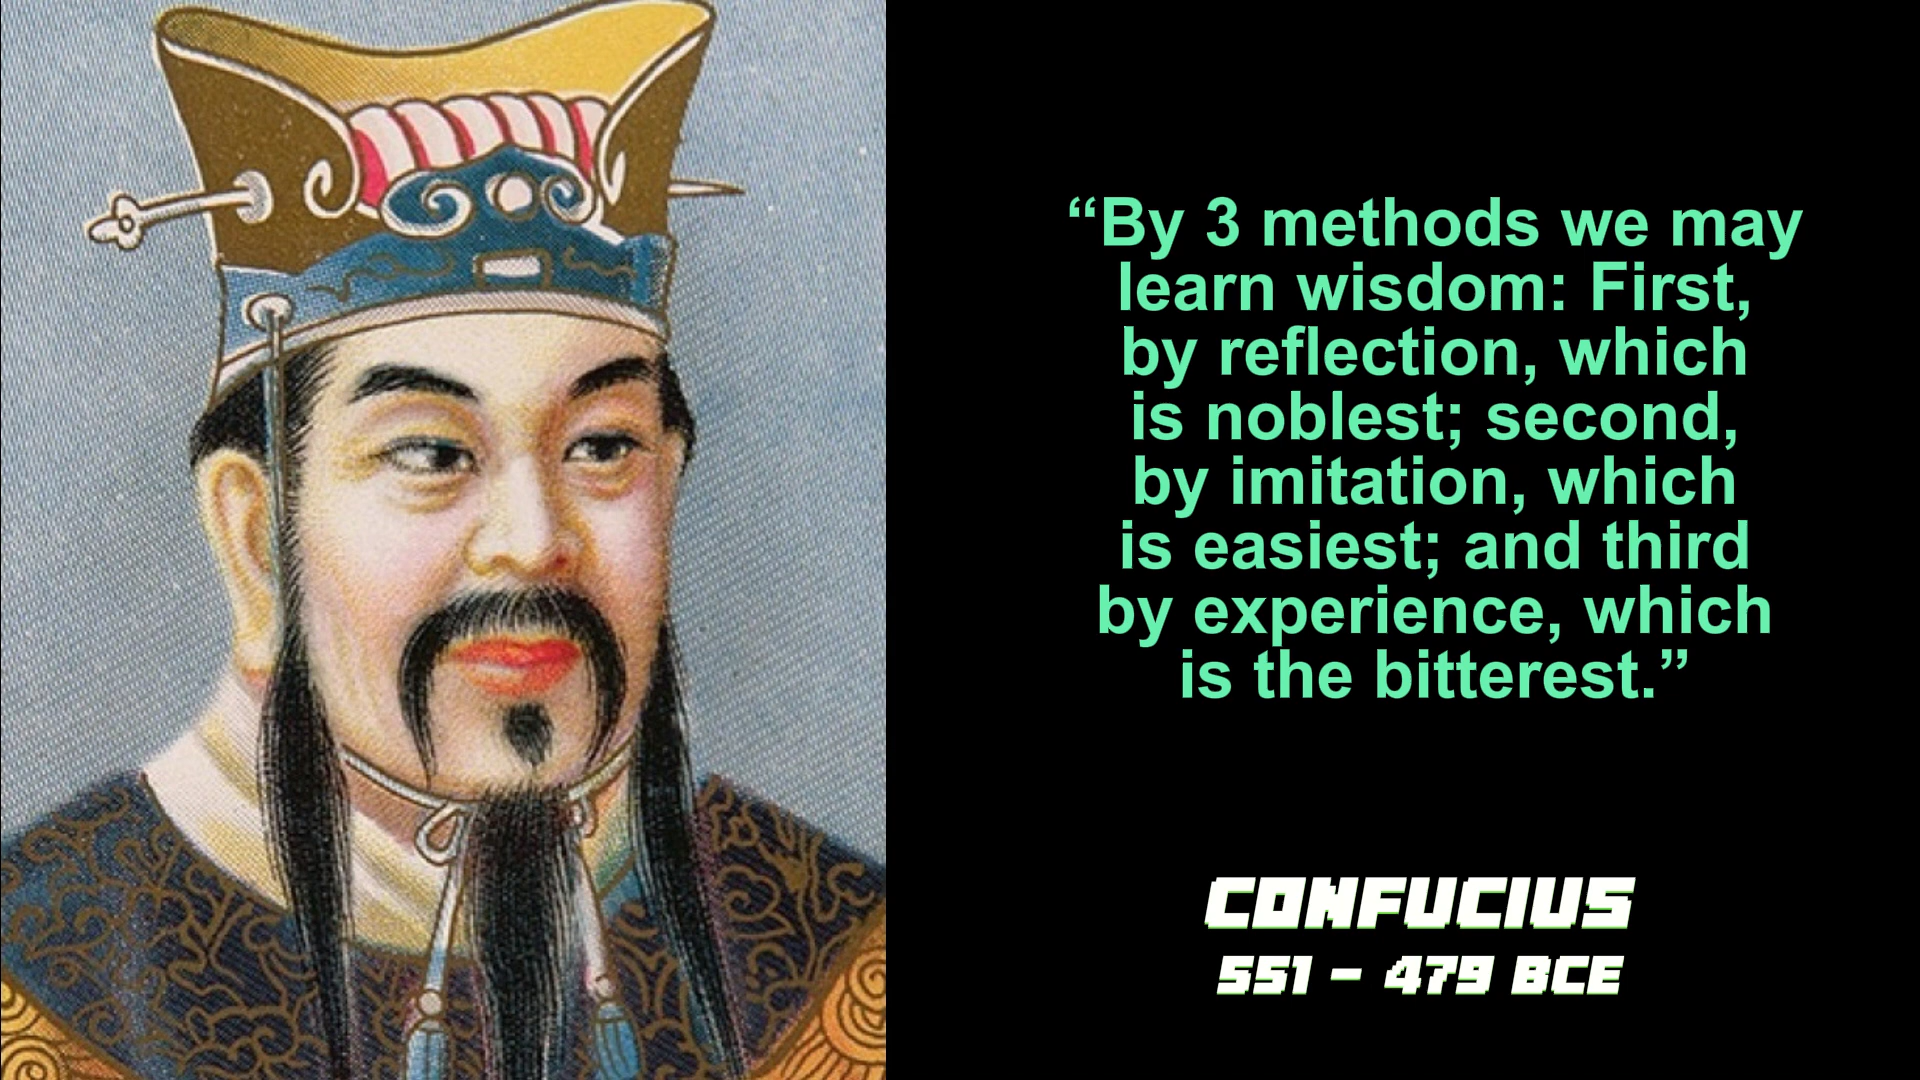 “By 3 methods we may
learn wisdom: First,
by reflection, which
is noblest; second,
by imitation, which
is easiest; and third
by experience, which
is the bitterest.”
CONFUCIUS
551 – 479 BCE